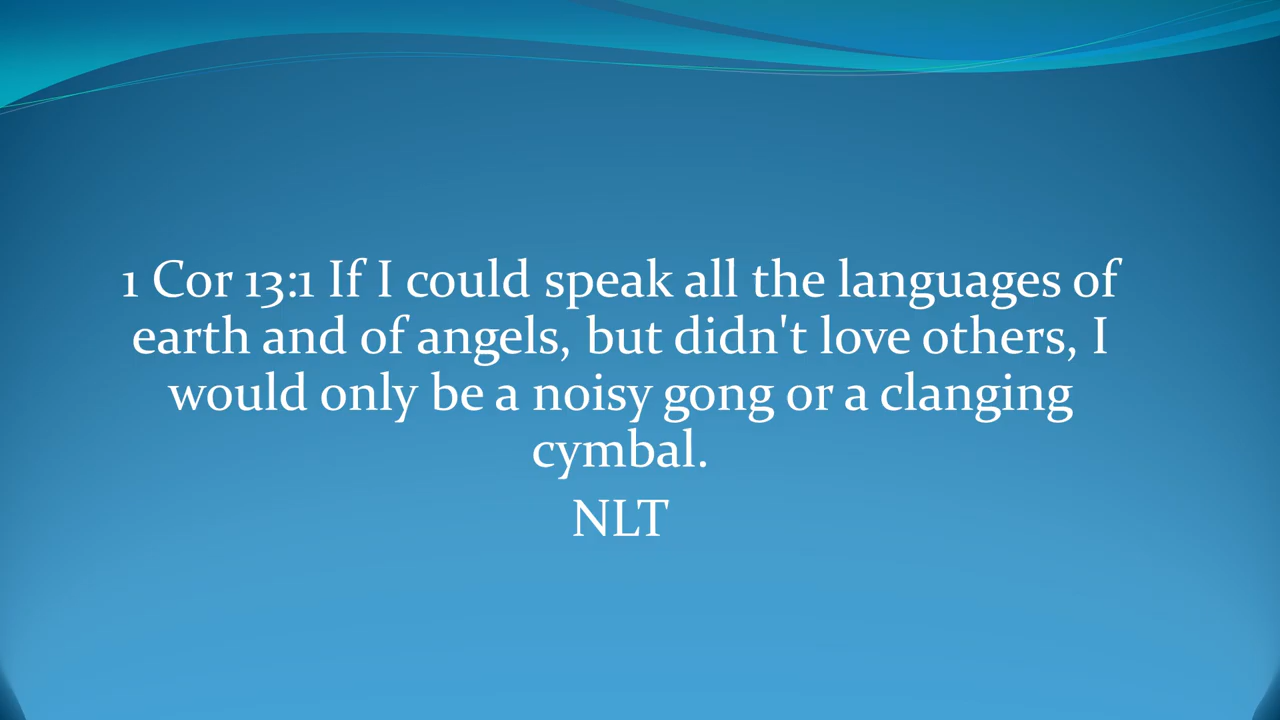 1 Cor 13:1 If I could speak all the languages of
earth and of angels, but didn't love others, I
would only be a noisy gong or a clanging
cymbal.
NLT